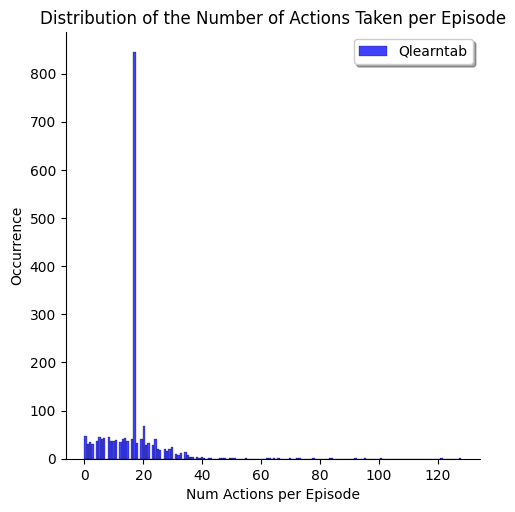 Distribution of the Number of Actions Taken per Episode
Qlearntab
Occurrence
800
700
600
500
400
300
200
100
0
0 20 40 60 80 100 120
Num Actions per Episode